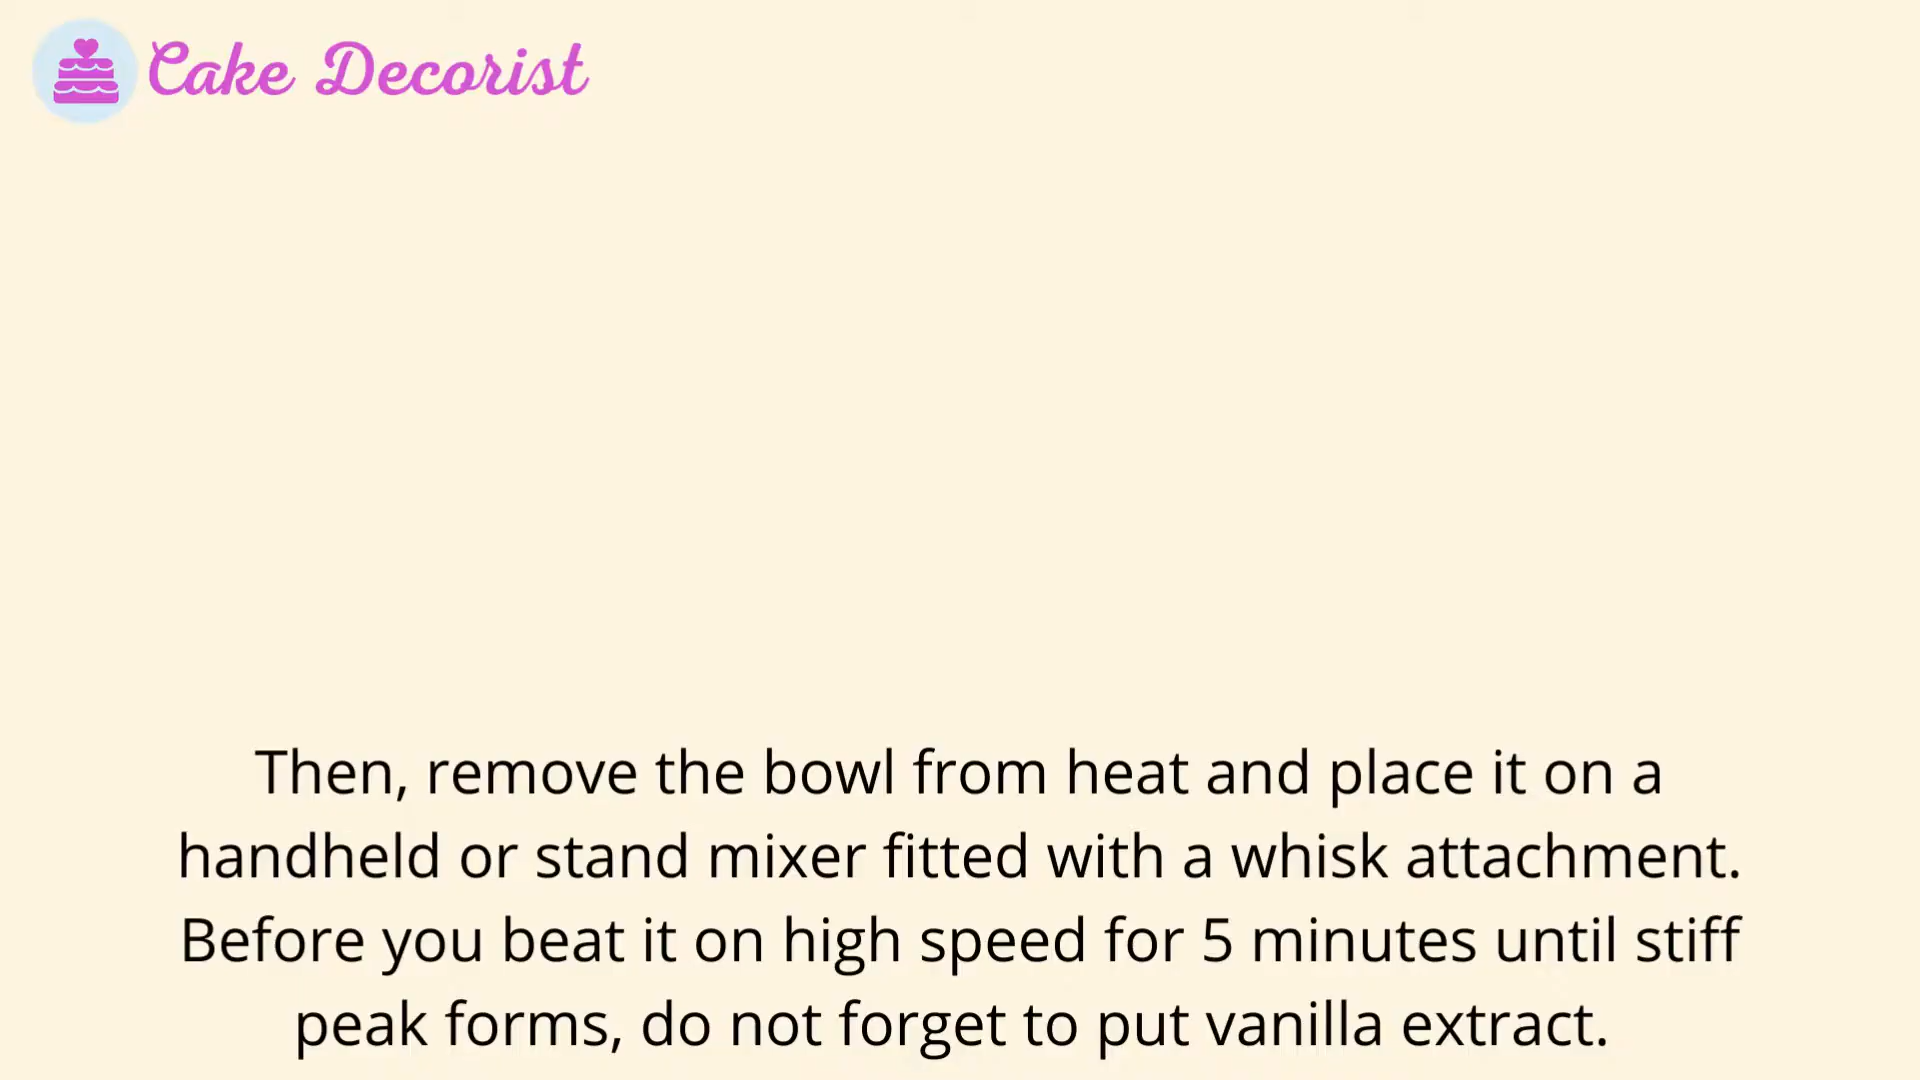 Cake Decorist
Then, remove the bowl from heat and place it on a
handheld or stand mixer fitted with a whisk attachment.
Before you beat it on high speed for 5 minutes until stiff
peak forms, do not forget to put vanilla extract.